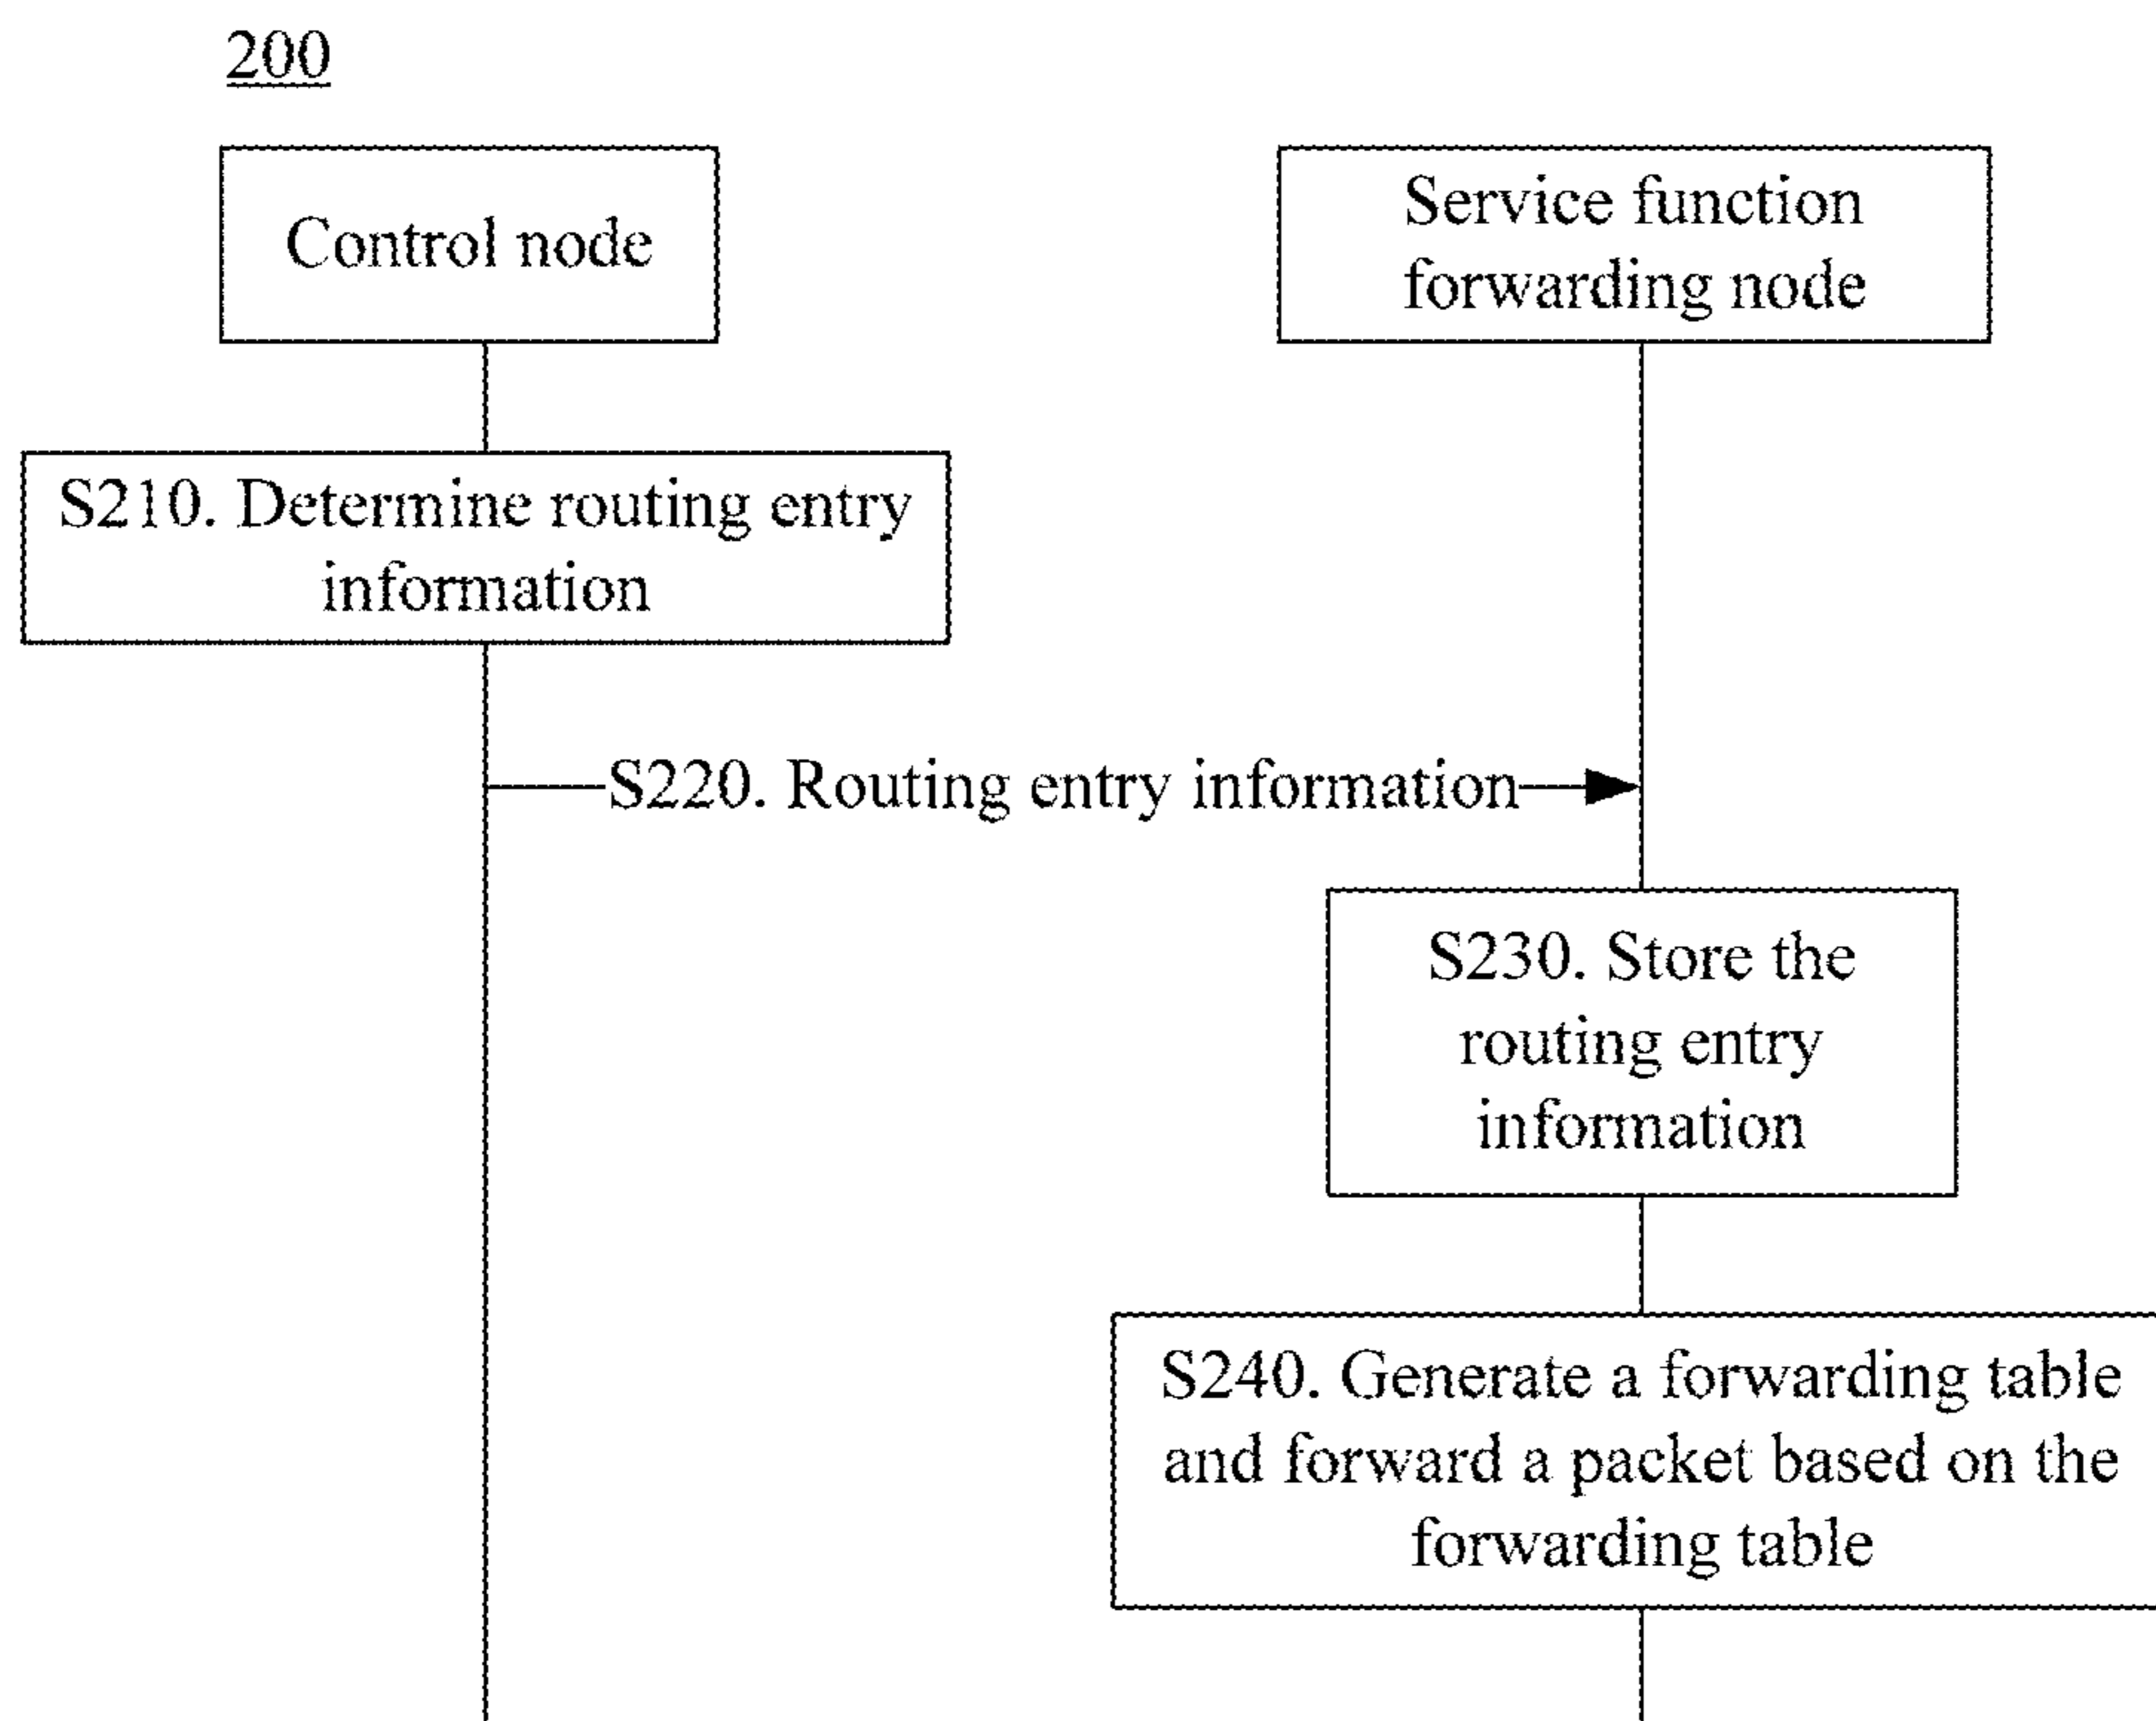 200
Control node
Service function
forwarding node
S210. Determine routing entry
information
S220. Routing entry information
S230. Store the
routing entry
information
S240. Generate a forwarding table
and forward a packet based on the
forwarding table